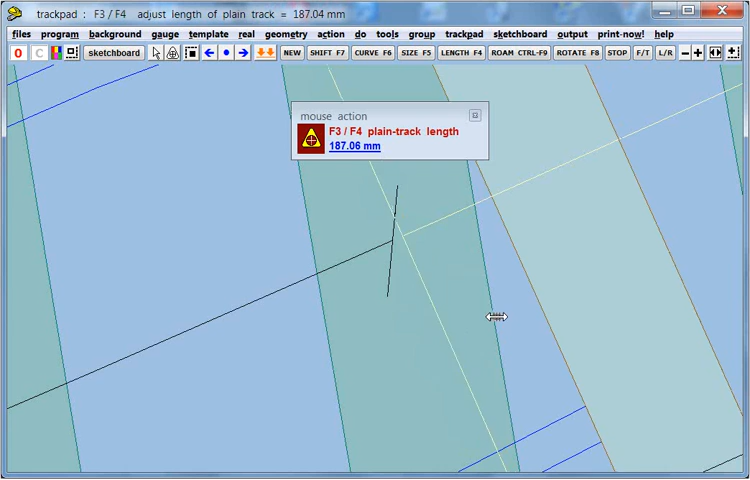 trackpad : F3 / F4 adjust length of plain track = 187.04 mm
files program background gauge template real geometry action do tools group trackpad sketchboard output print-now! help
0 C sketchboard NEW SHIFT F7 CURVE F6 SIZE F5 LENGTH F4 ROAM CTRL-F9 ROTATE F8 STOP F/T L/R
mouse action
F3 / F4 plain-track length
187.06 mm